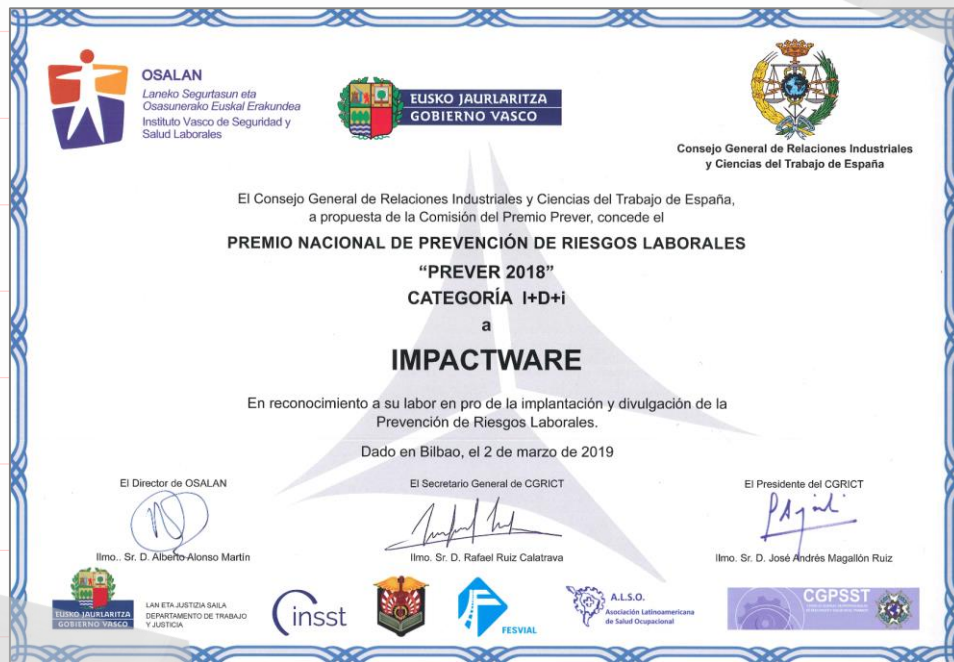 OSALAN
Laneko Segurtasun eta
Osasunerako Euskal Erakundea
Instituto Vasco de Seguridad y
Salud Laborales
EUSKO JAURLARITZA
GOBIERNO VASCO
Consejo General de Relaciones Industriales
y Ciencias del Trabajo de España
El Consejo General de Relaciones Industriales y Ciencias del Trabajo de España,
a propuesta de la Comisión del Premio Prever, concede el
PREMIO NACIONAL DE PREVENCIÓN DE RIESGOS LABORALES
“PREVER 2018”
CATEGORÍA I+D+i
a
IMPACTWARE
En reconocimiento a su labor en pro de la implantación y divulgación de la
Prevención de Riesgos Laborales.
Dado en Bilbao, el 2 de marzo de 2019
El Director de OSALAN
Ilmo.. Sr. D. Alberto Alonso Martín
El Secretario General de CGRICT
Ilmo. Sr. D. Rafael Ruiz Calatrava
El Presidente del CGRICT
Ilmo. Sr. D. José Andrés Magallón Ruiz
EUSKO JAURLARITZA
GOBIERNO VASCO
LAN ETA JUSTIZIA SAILA
DEPARTAMENTO DE TRABAJO
Y JUSTICIA
insst
FESVIAL
A.L.S.O.
Asociación Latinoamericana
de Salud Ocupacional
CGPSST